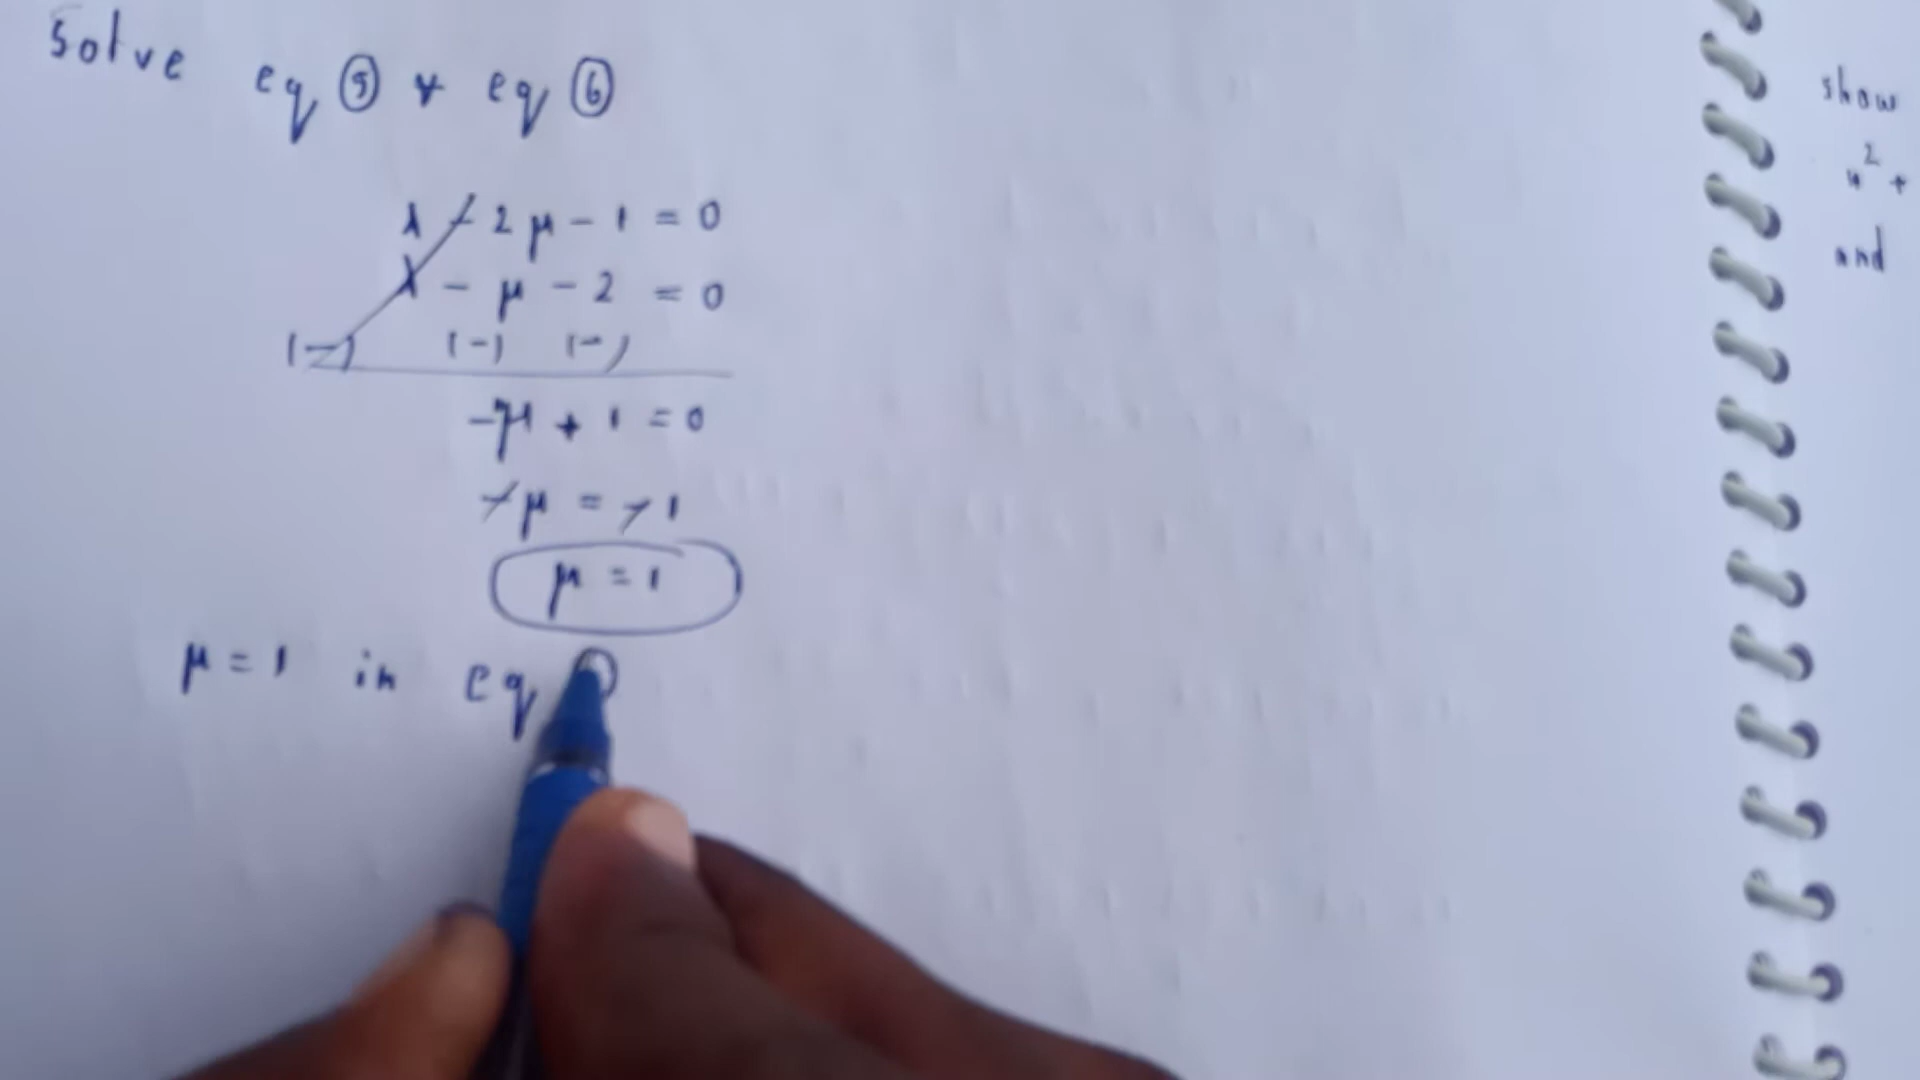 Solve eq ⑤ & eq ⑥
λ - 2μ - 1 = 0
λ - μ - 2 = 0
(-) (-) (-)
-μ + 1 = 0
-μ = -1
μ = 1
μ = 1 in eq
show
and